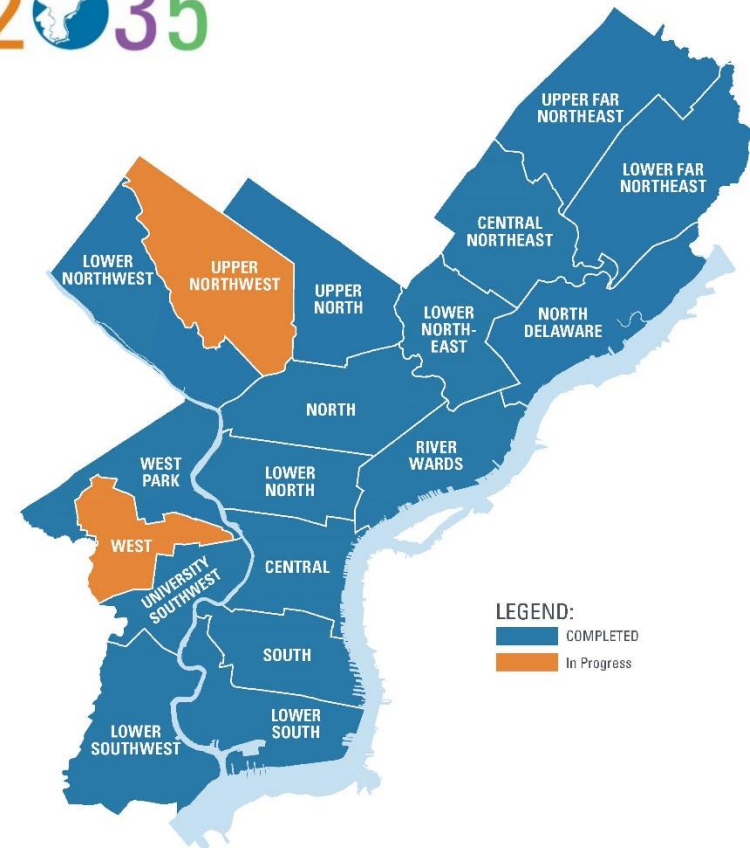 2035
UPPER FAR
NORTHEAST
LOWER FAR
NORTHEAST
CENTRAL
NORTHEAST
LOWER
NORTHWEST
UPPER
NORTHWEST
UPPER
NORTH
LOWER
NORTH-
EAST
NORTH
DELAWARE
NORTH
RIVER
WARDS
WEST
PARK
LOWER
NORTH
WEST
CENTRAL
UNIVERSITY
SOUTHWEST
SOUTH
LOWER
SOUTH
LOWER
SOUTHWEST
LEGEND:
COMPLETED
In Progress